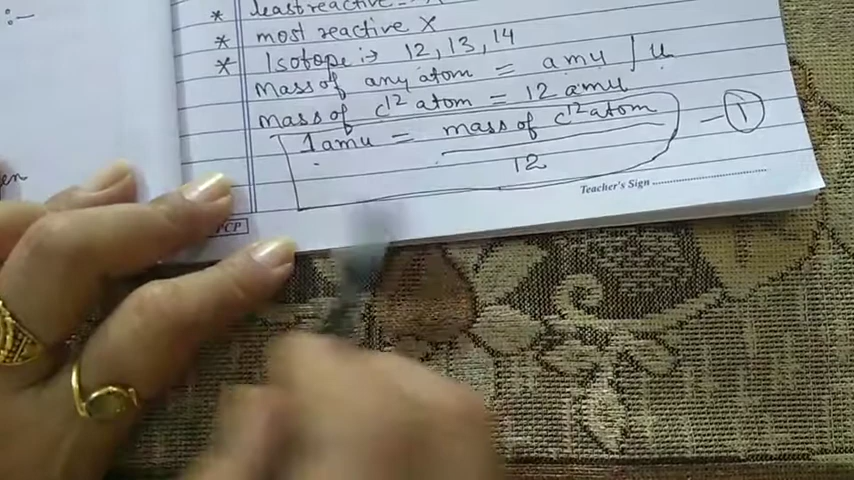 :-
* least reactive
* most reactive X
* Isotope :→ 12, 13, 14
Mass of any atom = amu / u
mass of C¹² atom = 12 amu
1 amu = mass of C¹² atom / 12 — (1)
Teacher's Sign
PCP